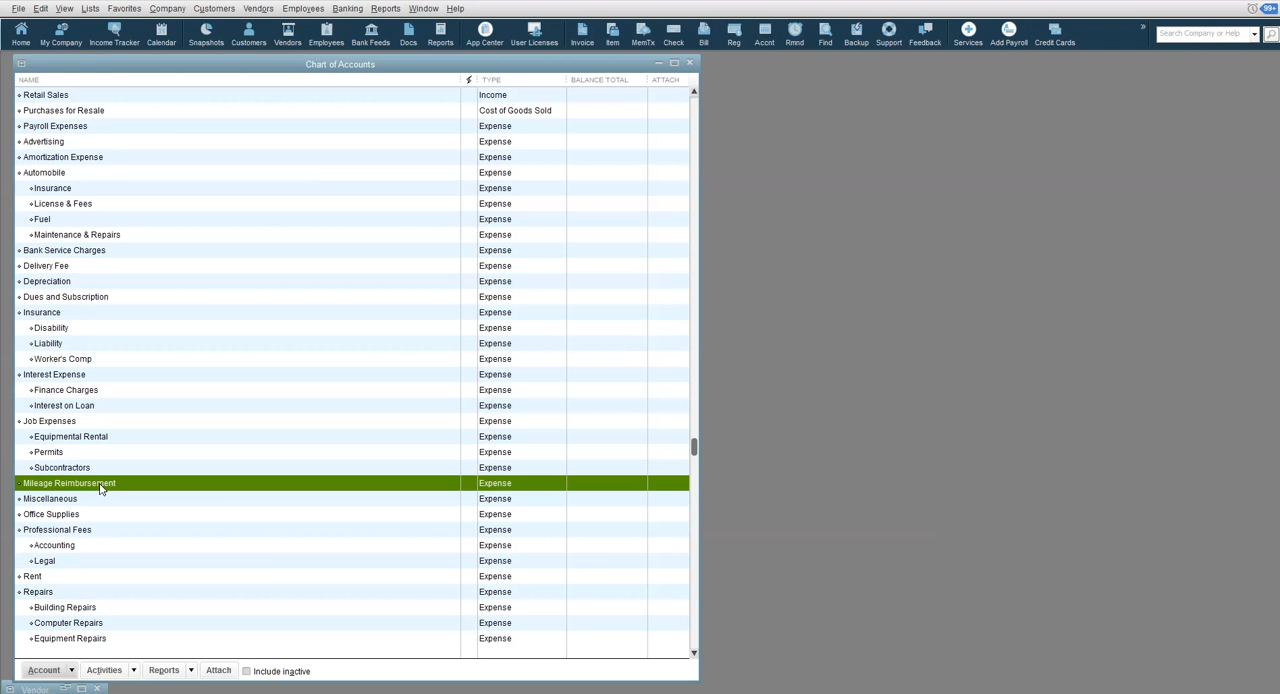 File Edit View Lists Favorites Company Customers Vendors Employees Banking Reports Window Help 99+
Home My Company Income Tracker Calendar Snapshots Customers Vendors Employees Bank Feeds Docs Reports App Center User Licenses Invoice Item MemTx Check Bill Reg Accnt Rmnd Find Backup Support Feedback Services Add Payroll Credit Cards » Search Company or Help
Chart of Accounts
NAME TYPE BALANCE TOTAL ATTACH
Retail Sales Income
Purchases for Resale Cost of Goods Sold
Payroll Expenses Expense
Advertising Expense
Amortization Expense Expense
Automobile Expense
Insurance Expense
License & Fees Expense
Fuel Expense
Maintenance & Repairs Expense
Bank Service Charges Expense
Delivery Fee Expense
Depreciation Expense
Dues and Subscription Expense
Insurance Expense
Disability Expense
Liability Expense
Worker's Comp Expense
Interest Expense Expense
Finance Charges Expense
Interest on Loan Expense
Job Expenses Expense
Equipmental Rental Expense
Permits Expense
Subcontractors Expense
Mileage Reimbursement Expense
Miscellaneous Expense
Office Supplies Expense
Professional Fees Expense
Accounting Expense
Legal Expense
Rent Expense
Repairs Expense
Building Repairs Expense
Computer Repairs Expense
Equipment Repairs Expense
Account Activities Reports Attach Include inactive
Vendor